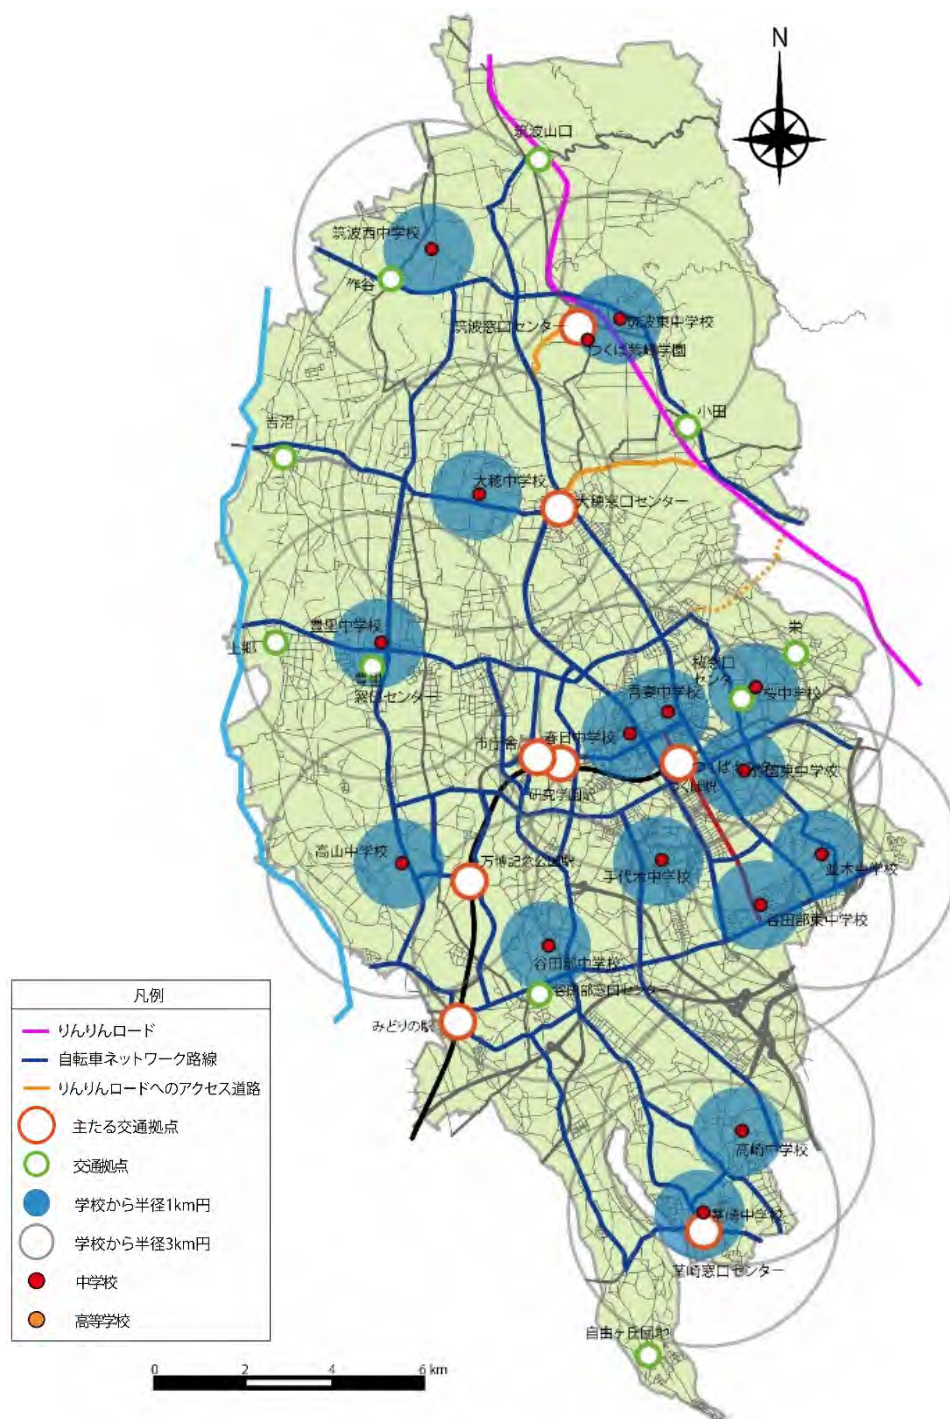 N
筑波山口
筑波西中学校
作谷
筑波窓口センター
筑波東中学校
つくば紫峰学園
小田
吉沼
大穂中学校
大穂窓口センター
栄
豊里中学校
上郷
豊里
窓口センター
桜窓口
センター
吾妻中学校
桜中学校
市庁舎
春日中学校
研究学園駅
つくば駅
高山中学校
万博記念公園駅
手代木中学校
並木中学校
谷田部東中学校
谷田部中学校
谷田部窓口センター
みどりの駅
凡例
りんりんロード
自転車ネットワーク路線
りんりんロードへのアクセス道路
主たる交通拠点
交通拠点
学校から半径1km円
学校から半径3km円
中学校
高等学校
高崎中学校
茎崎中学校
茎崎窓口センター
自由ヶ丘団地
0 2 4 6 km